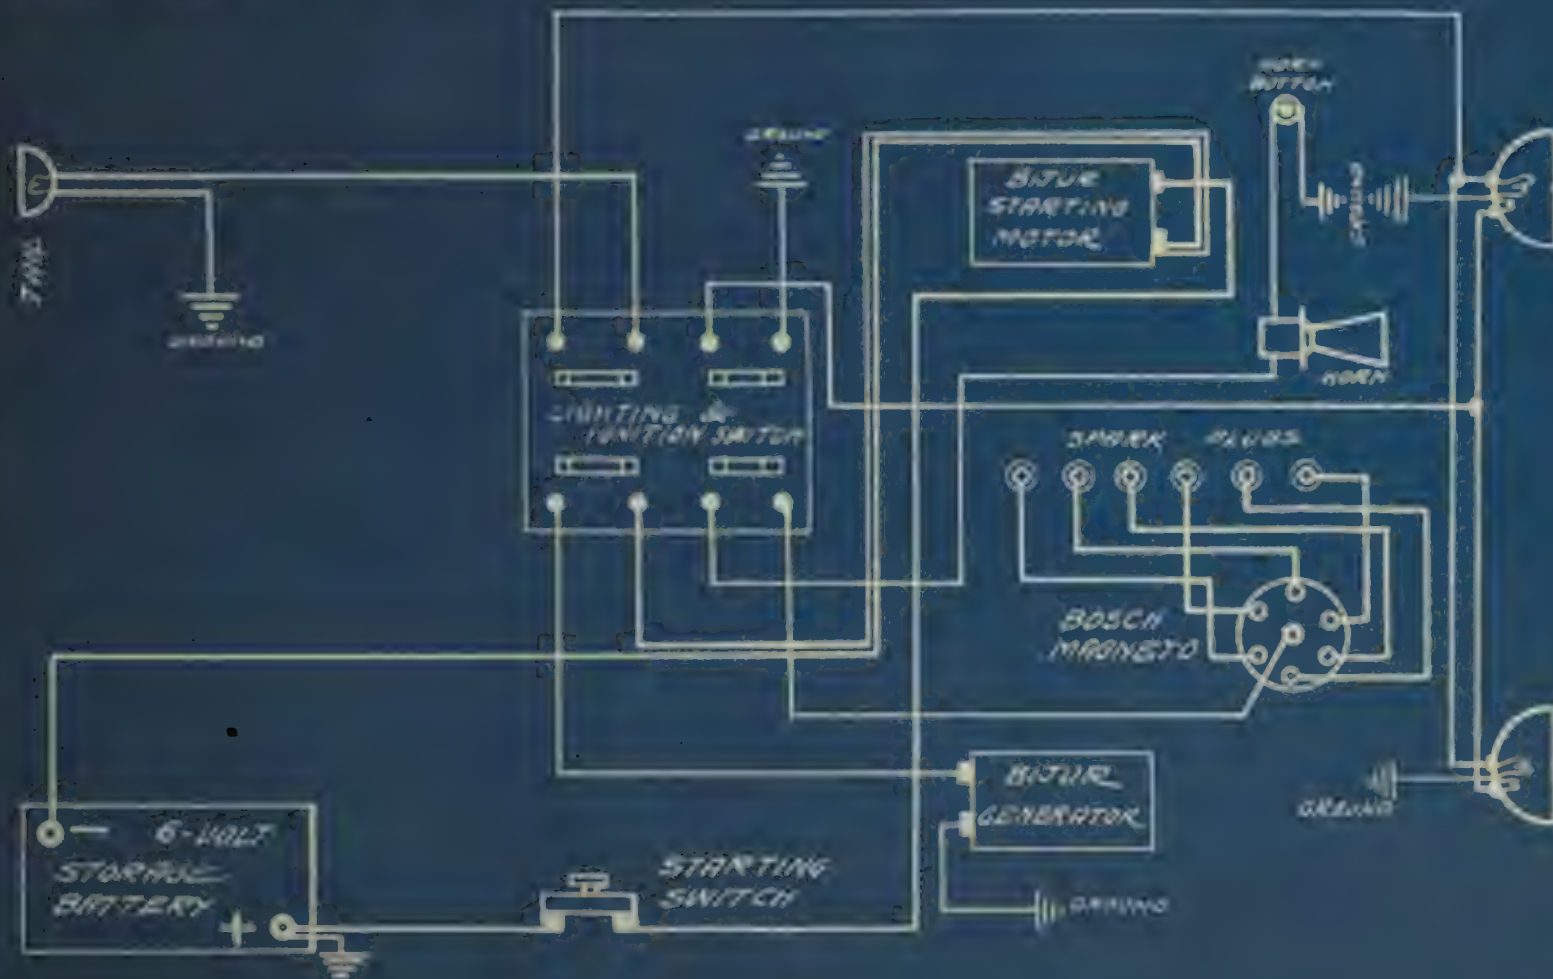 HORN
BUTTON
GROUND
BIJUR
STARTING
MOTOR
GROUND
TAIL
GROUND
HORN
LIGHTING &
IGNITION SWITCH
SPARK PLUGS
BOSCH
MAGNETO
BIJUR
GENERATOR
GROUND
6-VOLT
STORAGE
BATTERY
STARTING
SWITCH
GROUND